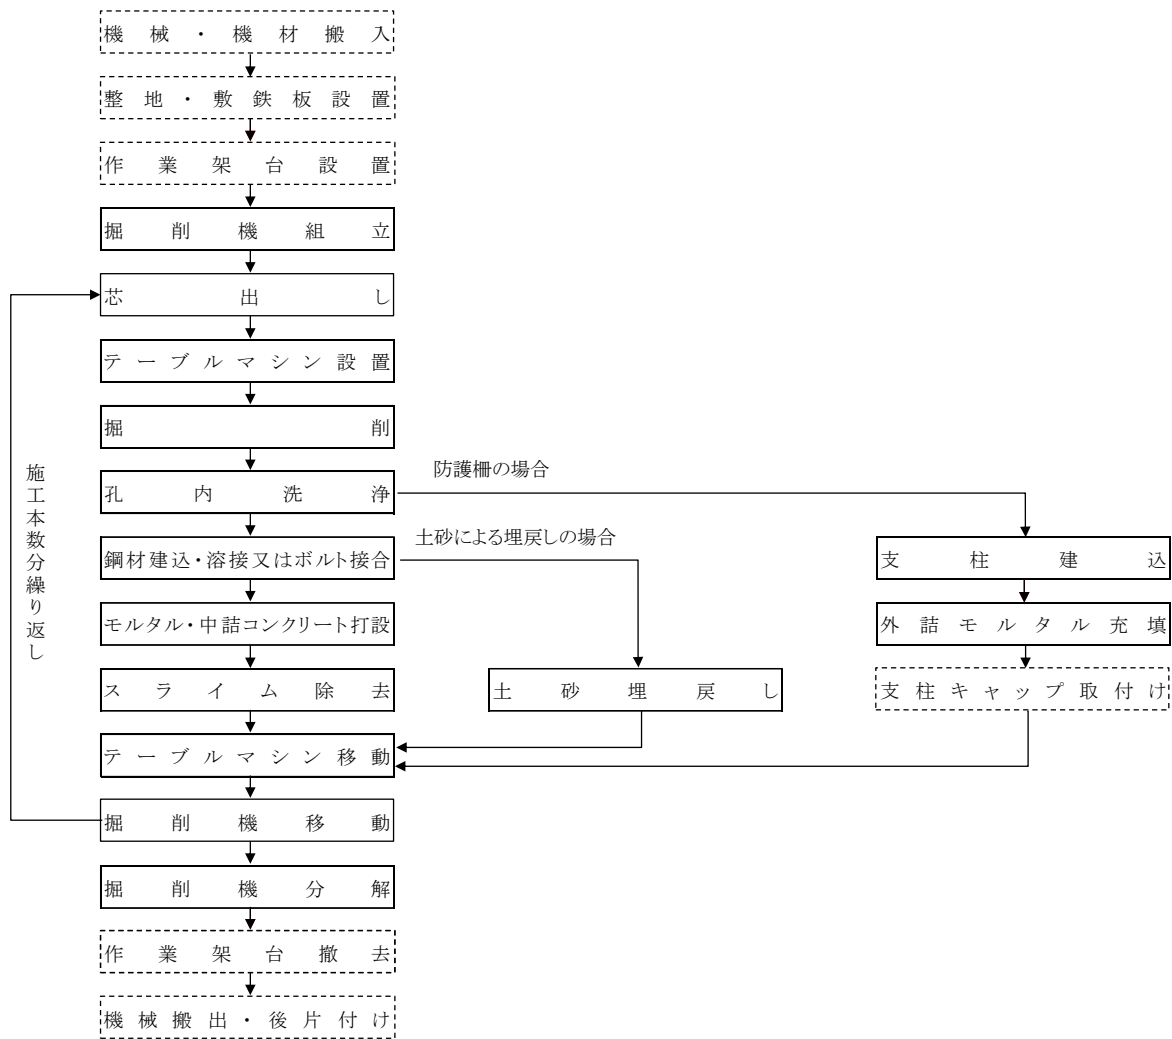 機械・機材搬入
整地・敷鉄板設置
作業架台設置
掘削機組立
芯出し
テーブルマシン設置
掘削
孔内洗浄
防護柵の場合
鋼材建込・溶接又はボルト接合
土砂による埋戻しの場合
支柱建込
モルタル・中詰コンクリート打設
外詰モルタル充填
スライム除去
土砂埋戻し
支柱キャップ取付け
テーブルマシン移動
掘削機移動
施工本数分繰り返し
掘削機分解
作業架台撤去
機械搬出・後片付け